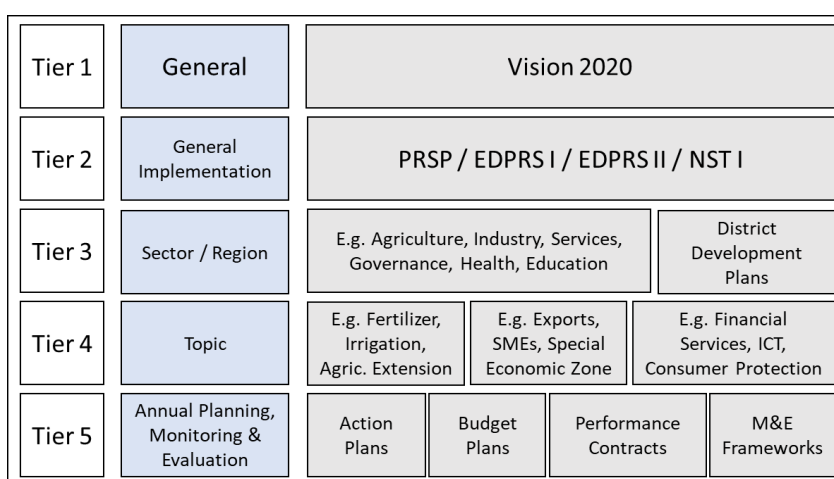 Tier 1
General
Vision 2020
Tier 2
General
Implementation
PRSP / EDPRS I / EDPRS II / NST I
Tier 3
Sector / Region
E.g. Agriculture, Industry, Services,
Governance, Health, Education
District
Development
Plans
Tier 4
Topic
E.g. Fertilizer,
Irrigation,
Agric. Extension
E.g. Exports,
SMEs, Special
Economic Zone
E.g. Financial
Services, ICT,
Consumer Protection
Tier 5
Annual Planning,
Monitoring &
Evaluation
Action
Plans
Budget
Plans
Performance
Contracts
M&E
Frameworks